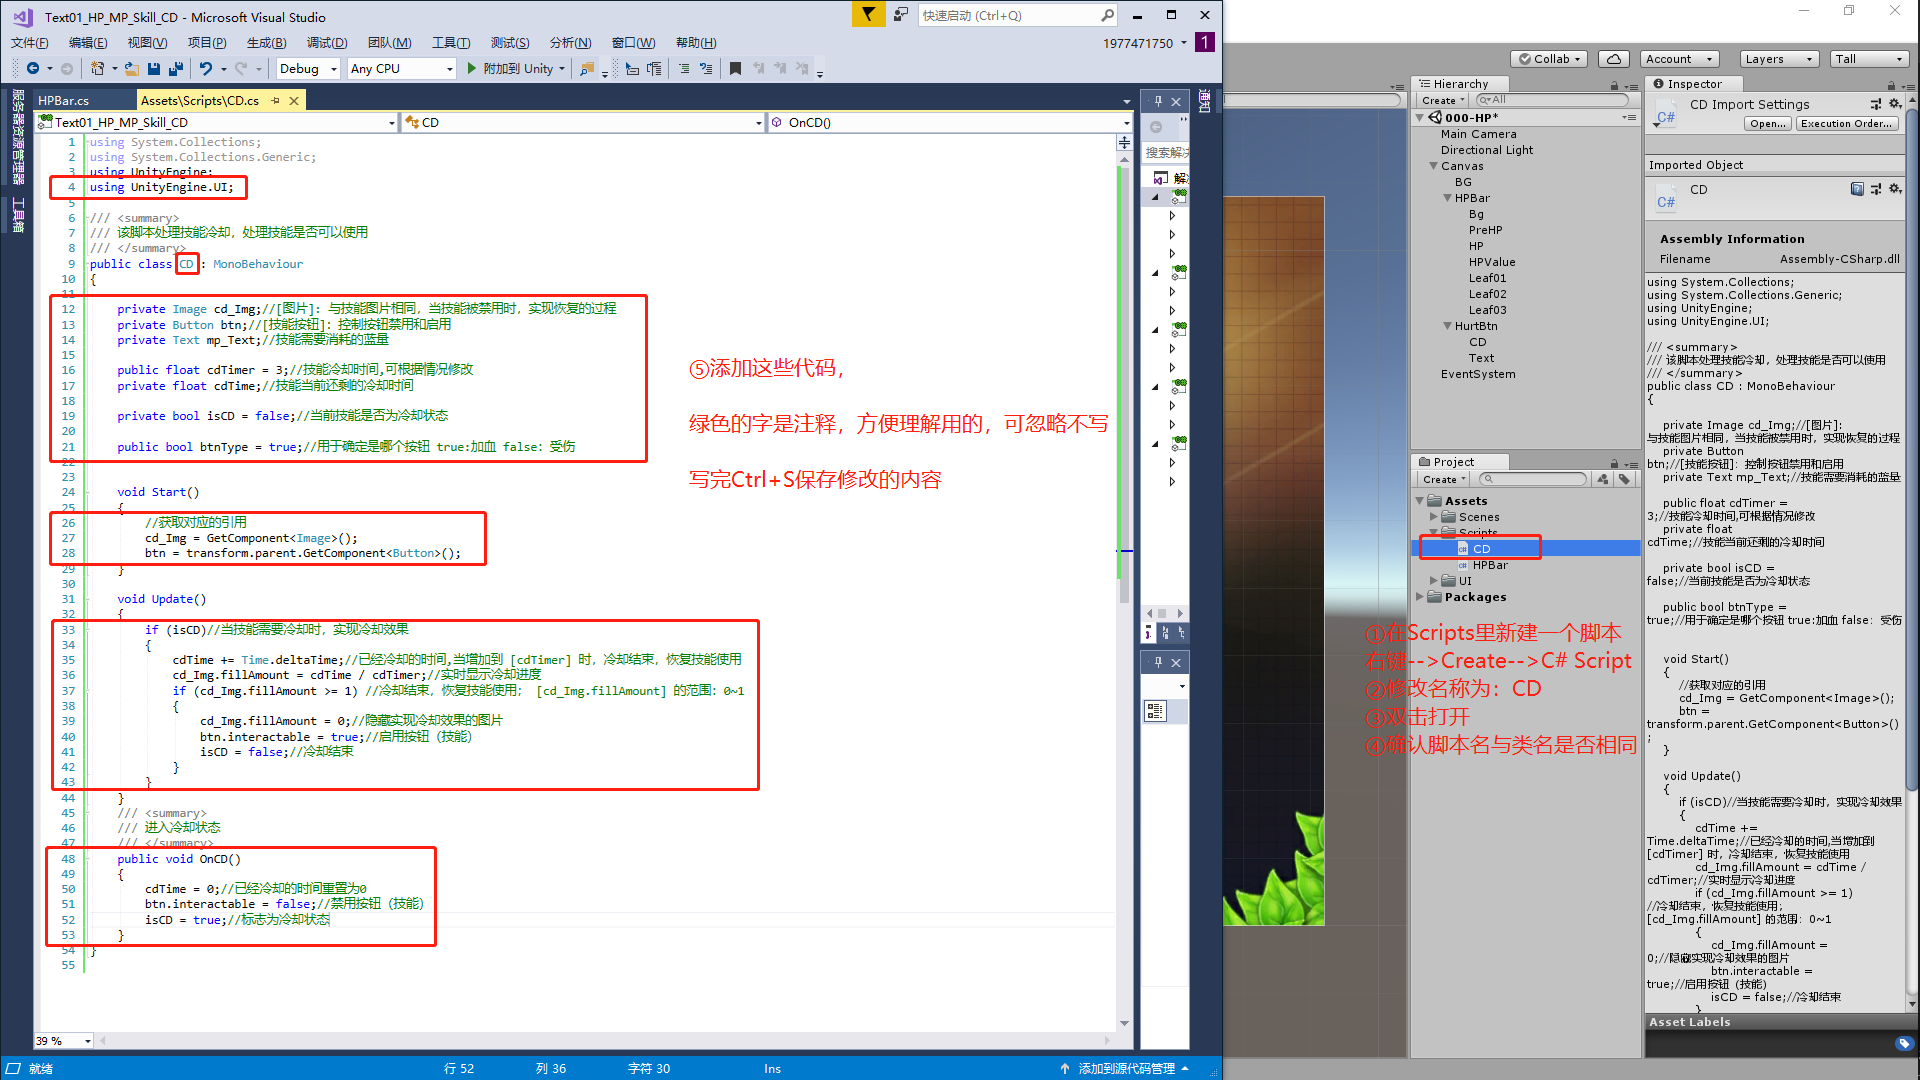 Text01_HP_MP_Skill_CD - Microsoft Visual Studio
快速启动 (Ctrl+Q)
文件(F) 编辑(E) 视图(V) 项目(P) 生成(B) 调试(D) 团队(M) 工具(T) 测试(S) 分析(N) 窗口(W) 帮助(H)
1977471750
1
Debug
Any CPU
附加到 Unity
服务器资源管理器
工具箱
HPBar.cs
Assets\Scripts\CD.cs
Text01_HP_MP_Skill_CD
CD
OnCD()
1 using System.Collections;
2 using System.Collections.Generic;
3 using UnityEngine;
4 using UnityEngine.UI;
5
6 /// <summary>
7 /// 该脚本处理技能冷却，处理技能是否可以使用
8 /// </summary>
9 public class CD : MonoBehaviour
10 {
11
12 private Image cd_Img;//[图片]：与技能图片相同，当技能被禁用时，实现恢复的过程
13 private Button btn;//[技能按钮]：控制按钮禁用和启用
14 private Text mp_Text;//技能需要消耗的蓝量
15
16 public float cdTimer = 3;//技能冷却时间,可根据情况修改
17 private float cdTime;//技能当前还剩的冷却时间
18
19 private bool isCD = false;//当前技能是否为冷却状态
20
21 public bool btnType = true;//用于确定是哪个按钮 true:加血 false：受伤
22
23
24 void Start()
25 {
26 //获取对应的引用
27 cd_Img = GetComponent<Image>();
28 btn = transform.parent.GetComponent<Button>();
29 }
30
31 void Update()
32 {
33 if (isCD)//当技能需要冷却时，实现冷却效果
34 {
35 cdTime += Time.deltaTime;//已经冷却的时间,当增加到 [cdTimer] 时，冷却结束，恢复技能使用
36 cd_Img.fillAmount = cdTime / cdTimer;//实时显示冷却进度
37 if (cd_Img.fillAmount >= 1) //冷却结束，恢复技能使用； [cd_Img.fillAmount] 的范围：0~1
38 {
39 cd_Img.fillAmount = 0;//隐藏实现冷却效果的图片
40 btn.interactable = true;//启用按钮（技能）
41 isCD = false;//冷却结束
42 }
43 }
44 }
45 /// <summary>
46 /// 进入冷却状态
47 /// </summary>
48 public void OnCD()
49 {
50 cdTime = 0;//已经冷却的时间重置为0
51 btn.interactable = false;//禁用按钮（技能）
52 isCD = true;//标志为冷却状态
53 }
54 }
55
⑤添加这些代码，
绿色的字是注释，方便理解用的，可忽略不写
写完Ctrl+S保存修改的内容
39 %
就绪
行 52
列 36
字符 30
Ins
添加到源代码管理
搜索解决
通知
Collab
Account
Layers
Tall
Hierarchy
Create
All
000-HP*
Main Camera
Directional Light
Canvas
BG
HPBar
Bg
PreHP
HP
HPValue
Leaf01
Leaf02
Leaf03
HurtBtn
CD
Text
EventSystem
Project
Create
Assets
Scenes
Scripts
CD
HPBar
UI
Packages
①在Scripts里新建一个脚本
右键-->Create-->C# Script
②修改名称为：CD
③双击打开
④确认脚本名与类名是否相同
Inspector
CD Import Settings
C#
Open...
Execution Order...
Imported Object
CD
C#
Assembly Information
Filename Assembly-CSharp.dll
using System.Collections;
using System.Collections.Generic;
using UnityEngine;
using UnityEngine.UI;
/// <summary>
/// 该脚本处理技能冷却，处理技能是否可以使用
/// </summary>
public class CD : MonoBehaviour
{
private Image cd_Img;//[图片]：
与技能图片相同，当技能被禁用时，实现恢复的过程
private Button
btn;//[技能按钮]：控制按钮禁用和启用
private Text mp_Text;//技能需要消耗的蓝量
public float cdTimer =
3;//技能冷却时间,可根据情况修改
private float
cdTime;//技能当前还剩的冷却时间
private bool isCD =
false;//当前技能是否为冷却状态
public bool btnType =
true;//用于确定是哪个按钮 true:加血 false：受伤
void Start()
{
//获取对应的引用
cd_Img = GetComponent<Image>();
btn =
transform.parent.GetComponent<Button>()
;
}
void Update()
{
if (isCD)//当技能需要冷却时，实现冷却效果
{
cdTime +=
Time.deltaTime;//已经冷却的时间,当增加到
[cdTimer] 时，冷却结束，恢复技能使用
cd_Img.fillAmount = cdTime /
cdTimer;//实时显示冷却进度
if (cd_Img.fillAmount >= 1)
//冷却结束，恢复技能使用；
[cd_Img.fillAmount] 的范围：0~1
{
cd_Img.fillAmount =
0;//隐藏实现冷却效果的图片
btn.interactable =
true;//启用按钮（技能）
isCD = false;//冷却结束
}
Asset Labels